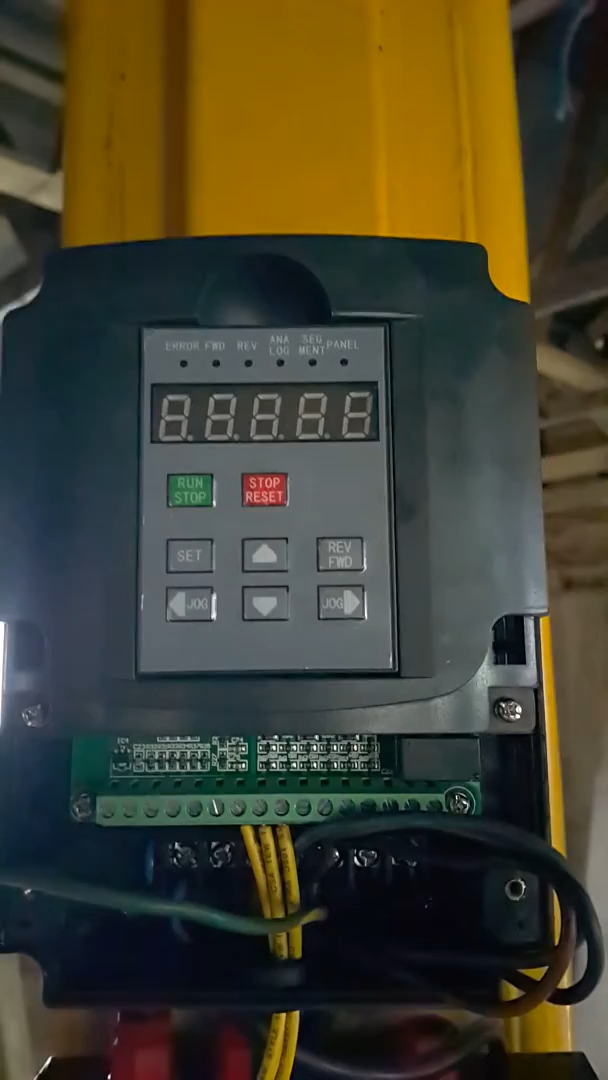 ERROR FWD REV ANA LOG SEG MENT PANEL
8.8.8.8.8
RUN STOP
STOP RESET
SET
REV FWD
JOG
JOG